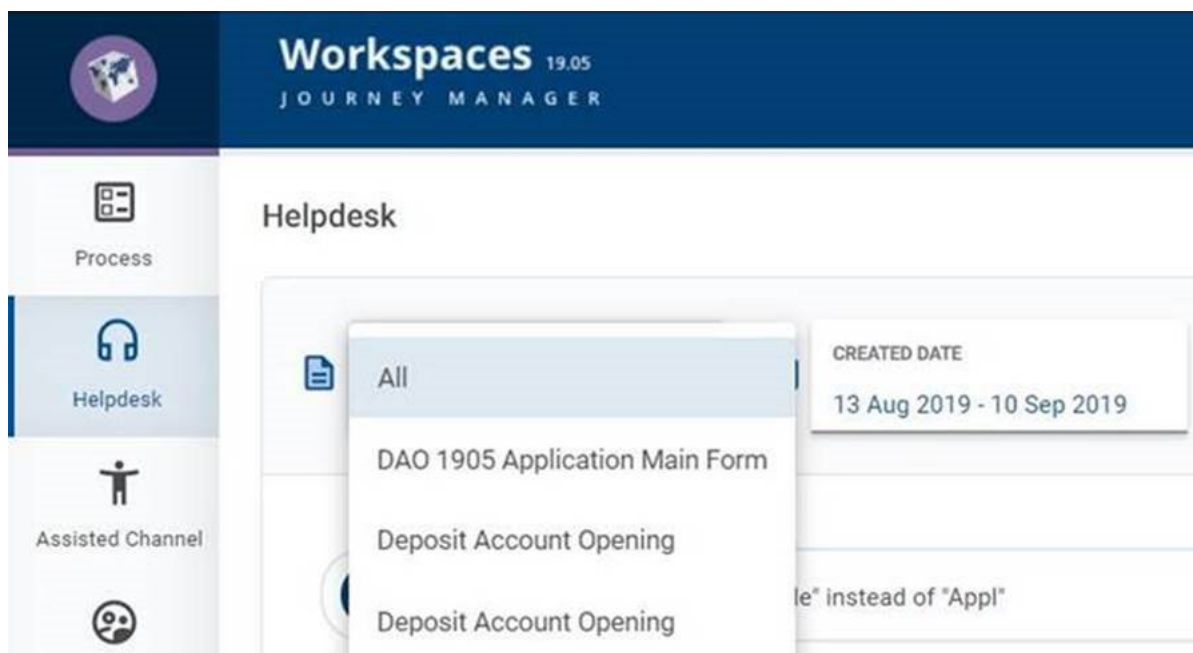 Workspaces 19.05
JOURNEY MANAGER
Process
Helpdesk
Assisted Channel
Helpdesk
All
DAO 1905 Application Main Form
Deposit Account Opening
Deposit Account Opening
CREATED DATE
13 Aug 2019 - 10 Sep 2019
le" instead of "Appl"